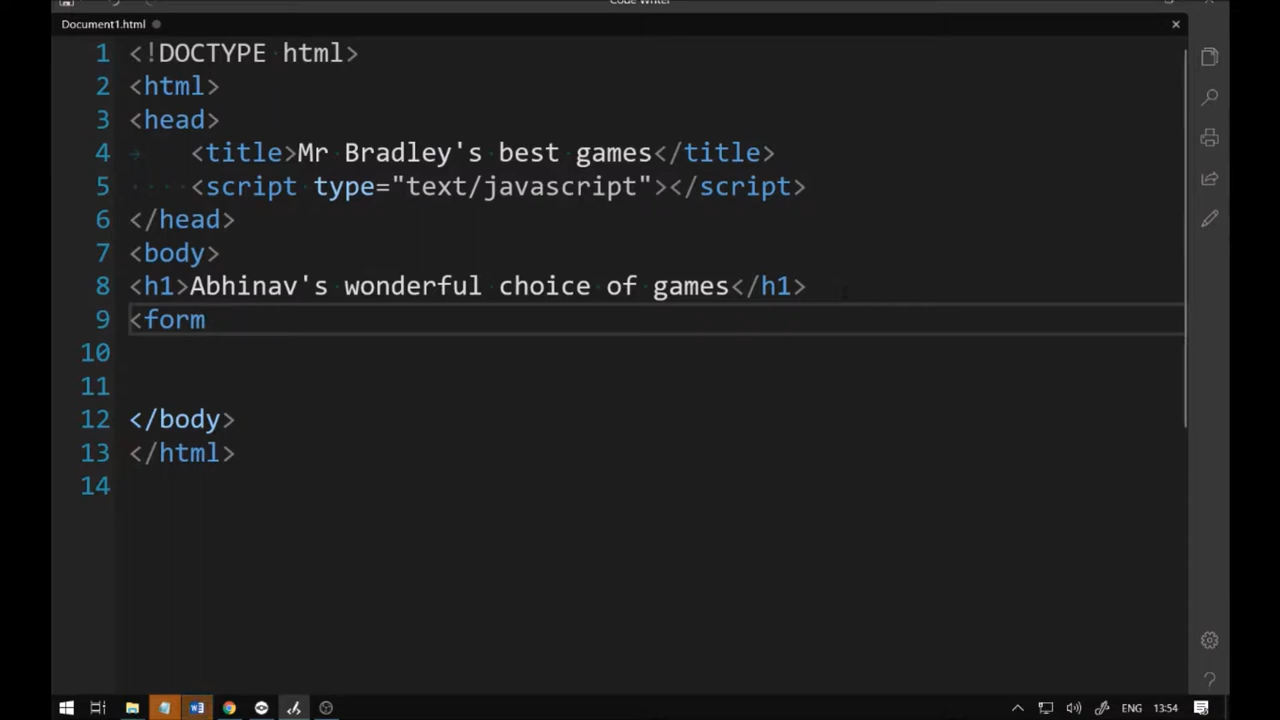 Code Writer
Document1.html
1 <!DOCTYPE html>
2 <html>
3 <head>
4 <title>Mr Bradley's best games</title>
5 <script type="text/javascript"></script>
6 </head>
7 <body>
8 <h1>Abhinav's wonderful choice of games</h1>
9 <form
10
11
12 </body>
13 </html>
14
ENG 13:54